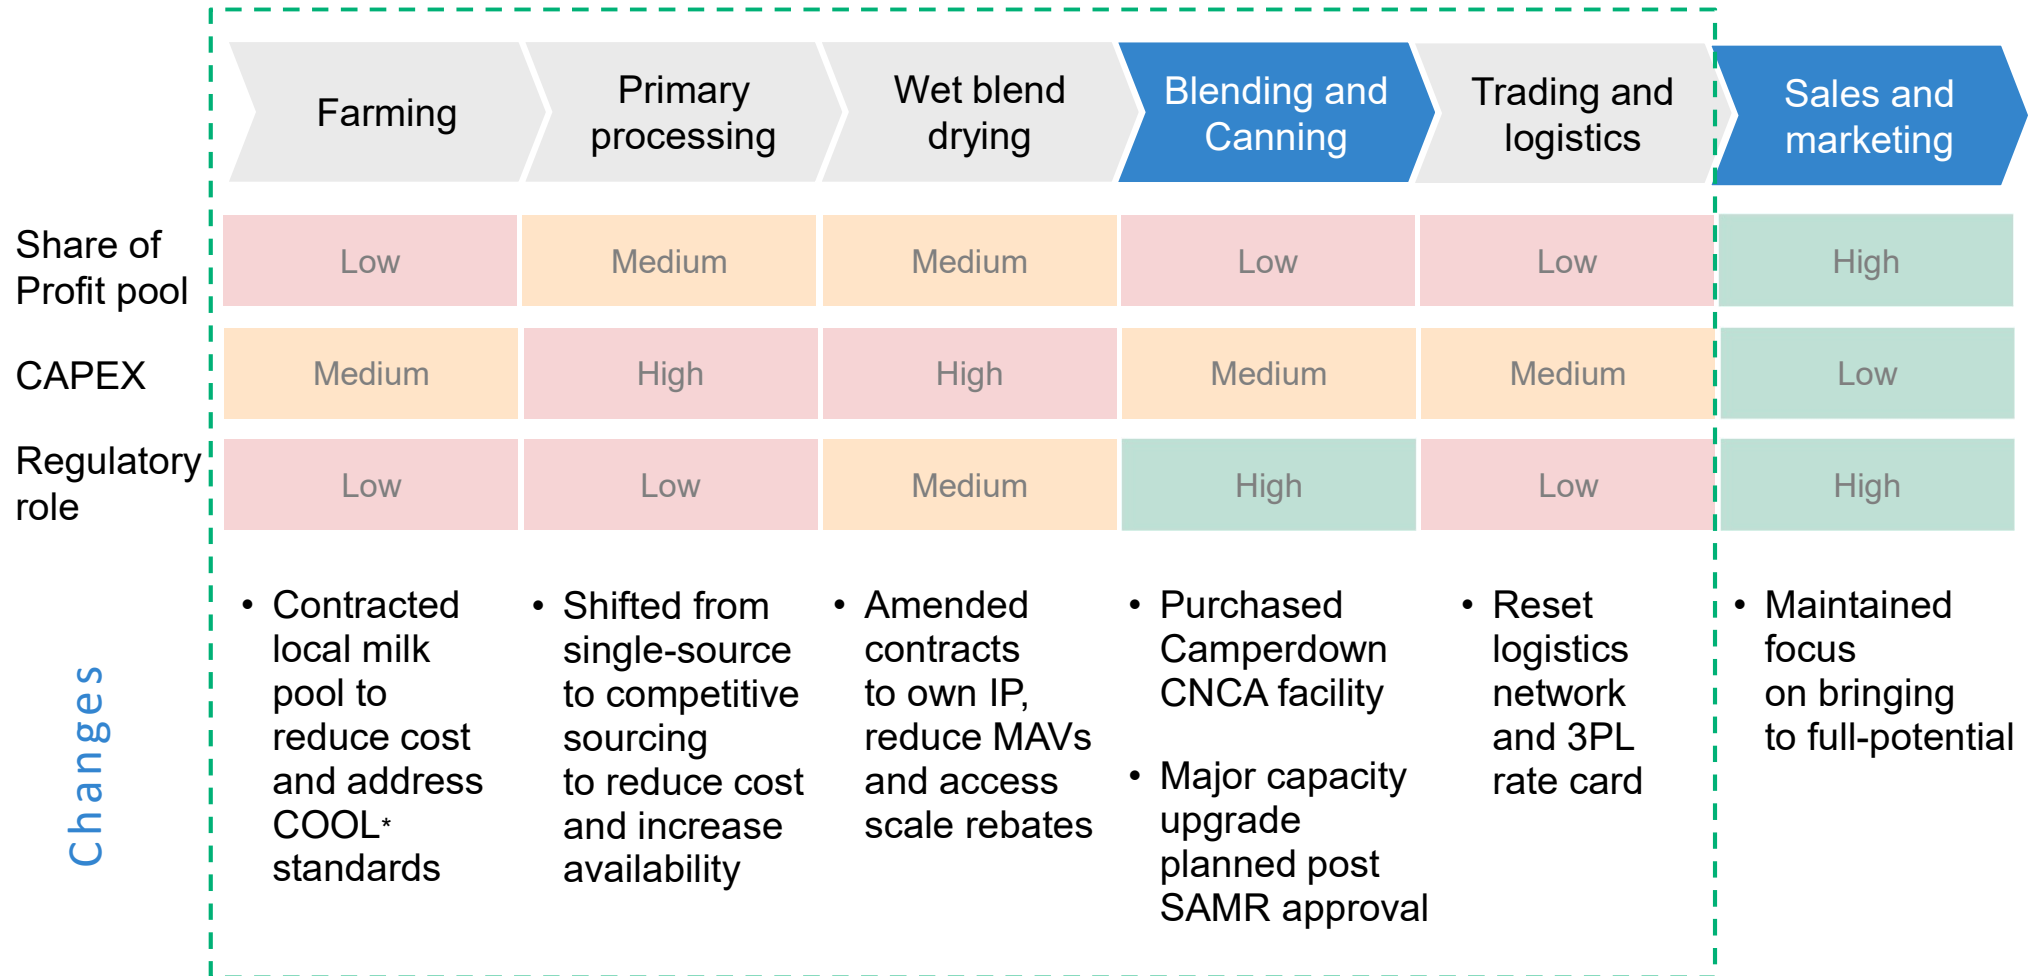 Farming
Primary
processing
Wet blend
drying
Blending and
Canning
Trading and
logistics
Sales and
marketing
Share of
Profit pool
Low
Medium
Medium
Low
Low
High
CAPEX
Medium
High
High
Medium
Medium
Low
Regulatory
role
Low
Low
Medium
High
Low
High
Changes
• Contracted
local milk
pool to
reduce cost
and address
COOL*
standards
• Shifted from
single-source
to competitive
sourcing
to reduce cost
and increase
availability
• Amended
contracts
to own IP,
reduce MAVs
and access
scale rebates
• Purchased
Camperdown
CNCA facility
• Major capacity
upgrade
planned post
SAMR approval
• Reset
logistics
network
and 3PL
rate card
• Maintained
focus
on bringing
to full-potential